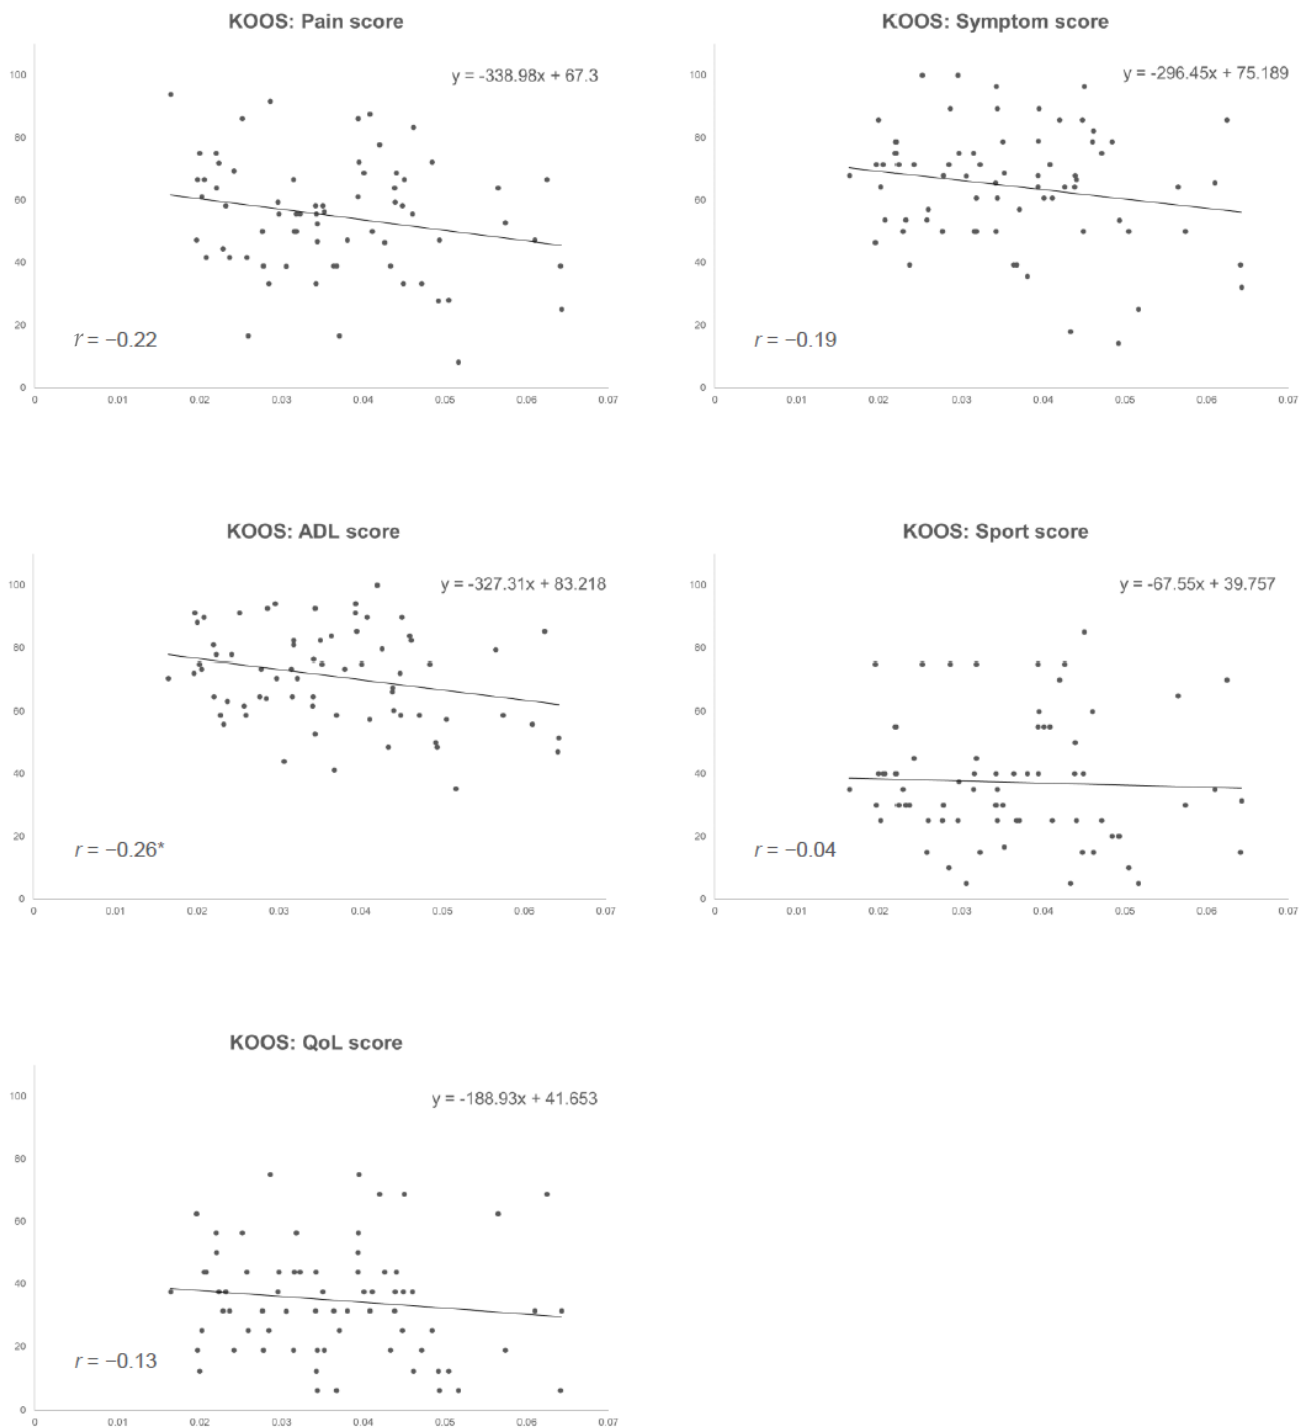 KOOS: Pain score
y = -338.98x + 67.3
100
80
60
40
20
0
r = −0.22
0 0.01 0.02 0.03 0.04 0.05 0.06 0.07
KOOS: Symptom score
y = -296.45x + 75.189
100
80
60
40
20
0
r = −0.19
0 0.01 0.02 0.03 0.04 0.05 0.06 0.07
KOOS: ADL score
y = -327.31x + 83.218
100
80
60
40
20
0
r = −0.26*
0 0.01 0.02 0.03 0.04 0.05 0.06 0.07
KOOS: Sport score
y = -67.55x + 39.757
100
80
60
40
20
0
r = −0.04
0 0.01 0.02 0.03 0.04 0.05 0.06 0.07
KOOS: QoL score
y = -188.93x + 41.653
100
80
60
40
20
0
r = −0.13
0 0.01 0.02 0.03 0.04 0.05 0.06 0.07